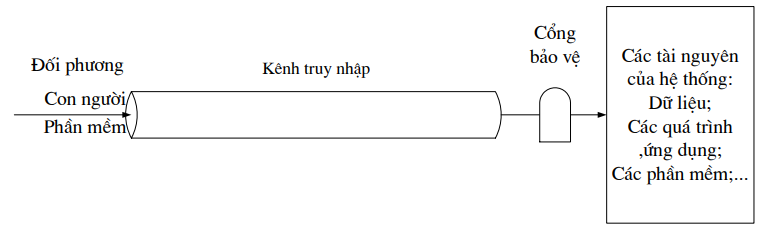 Đối phương
Con người
Phần mềm
Kênh truy nhập
Cổng
bảo vệ
Các tài nguyên
của hệ thống:
Dữ liệu;
Các quá trình
,ứng dụng;
Các phần mềm;...